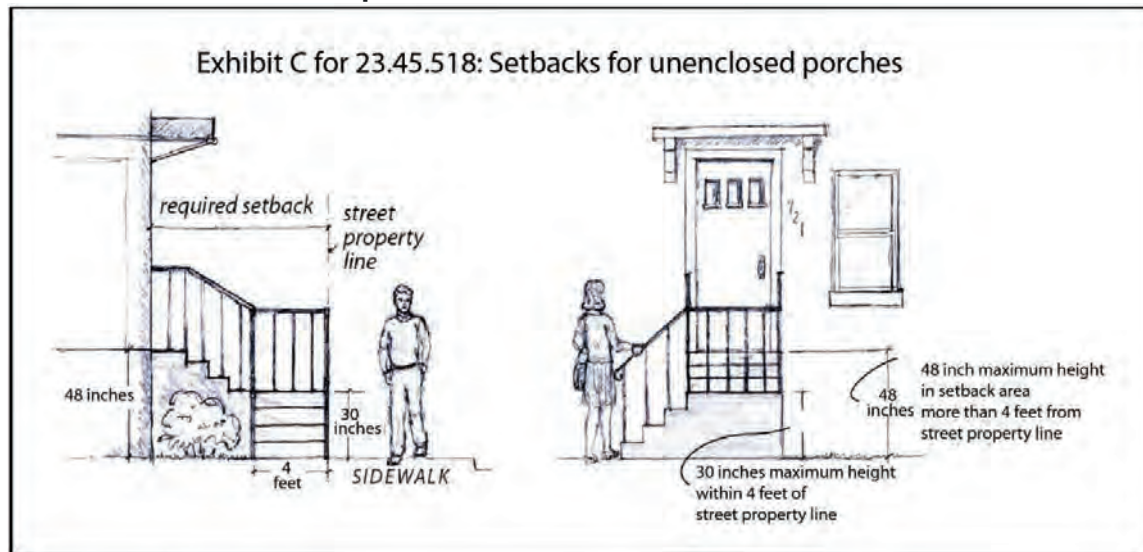 Exhibit C for 23.45.518: Setbacks for unenclosed porches
required setback
street
property
line
48 inches
30
inches
4
feet
SIDEWALK
721
48
inches
48 inch maximum height
in setback area
more than 4 feet from
street property line
30 inches maximum height
within 4 feet of
street property line